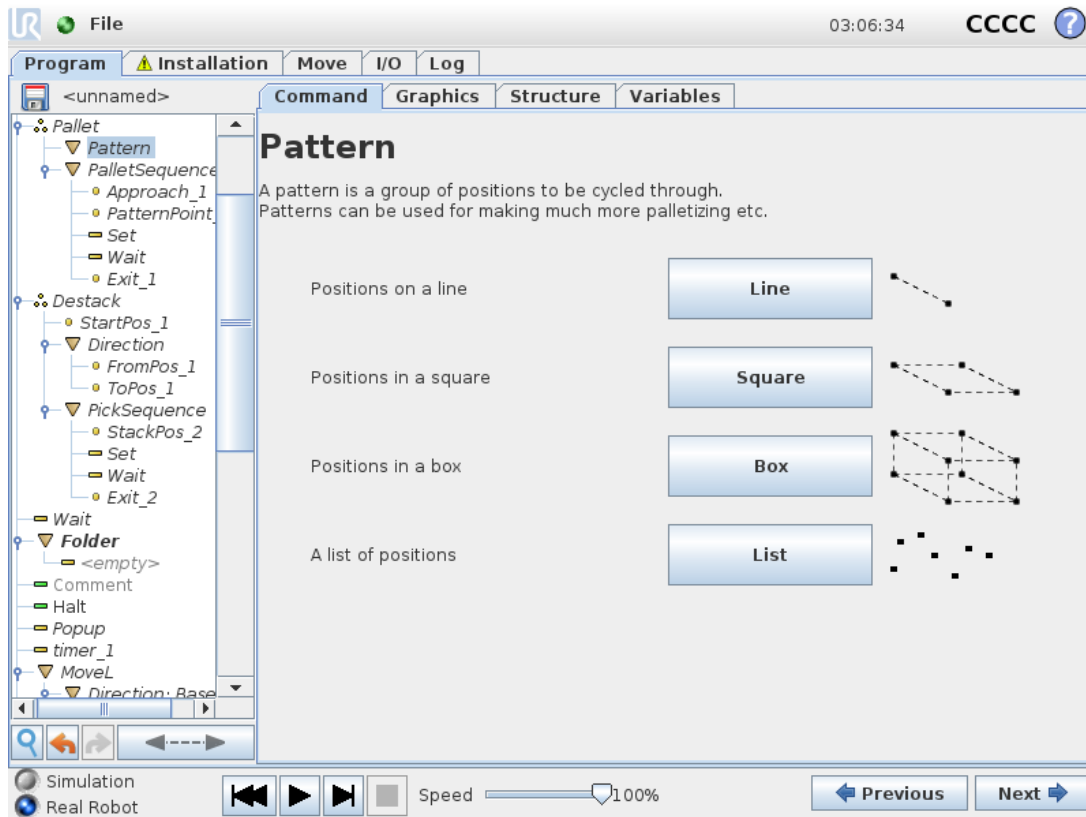 UR File 03:06:34 CCCC ?
Program Installation Move I/O Log
<unnamed> Command Graphics Structure Variables
Pallet
Pattern
PalletSequence
Approach_1
PatternPoint_
Set
Wait
Exit_1
Destack
StartPos_1
Direction
FromPos_1
ToPos_1
PickSequence
StackPos_2
Set
Wait
Exit_2
Wait
Folder
<empty>
Comment
Halt
Popup
timer_1
MoveL
Direction: Base
Pattern
A pattern is a group of positions to be cycled through.
Patterns can be used for making much more palletizing etc.
Positions on a line Line
Positions in a square Square
Positions in a box Box
A list of positions List
Simulation
Real Robot
Speed 100%
Previous Next